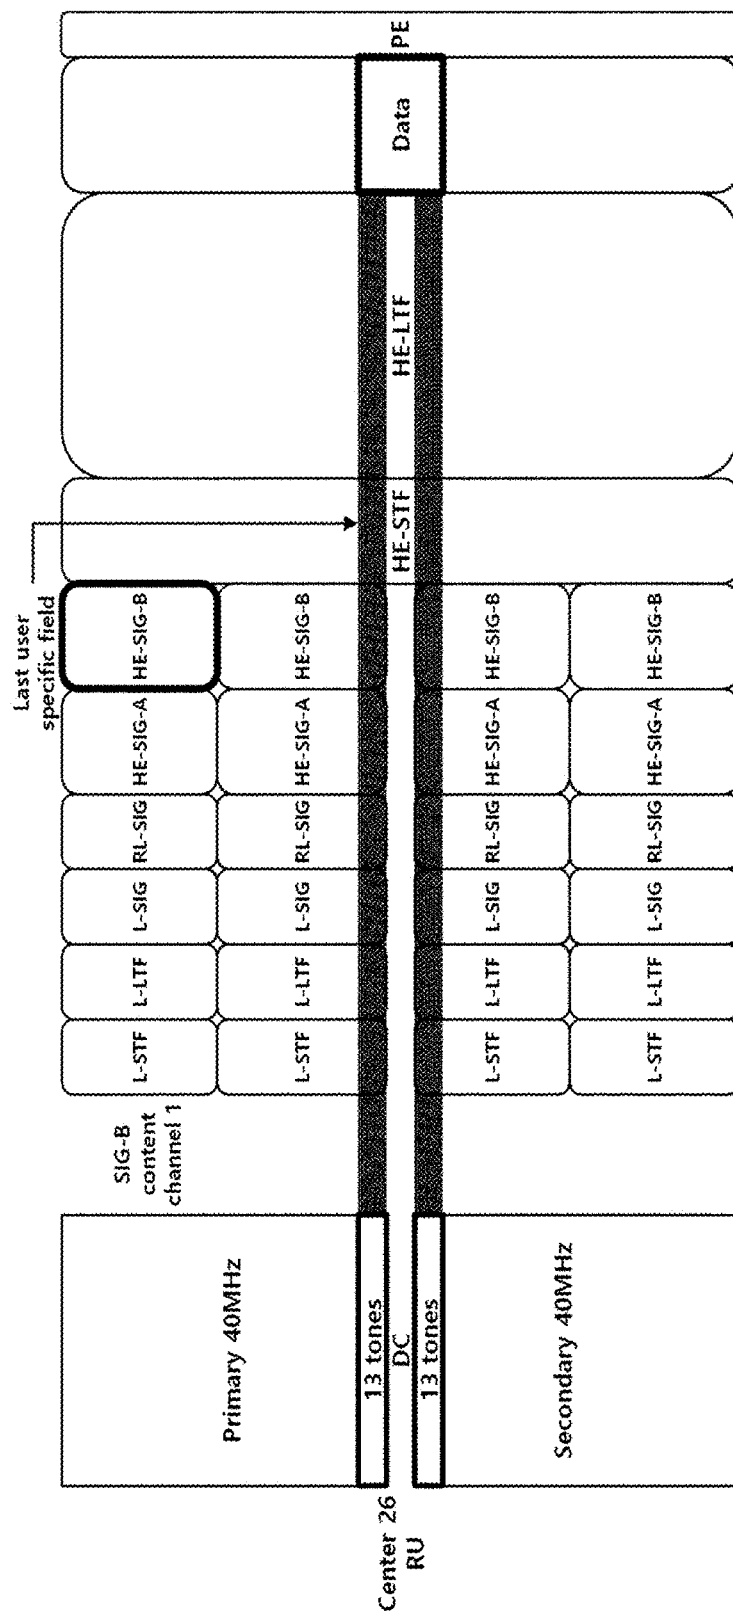 Last user
specific field
SIG-B
content
channel 1
L-STF L-LTF L-SIG RL-SIG HE-SIG-A HE-SIG-B
Primary 40MHz
L-STF L-LTF L-SIG RL-SIG HE-SIG-A HE-SIG-B
Center 26
RU
13 tones
DC
13 tones
HE-STF HE-LTF Data PE
L-STF L-LTF L-SIG RL-SIG HE-SIG-A HE-SIG-B
Secondary 40MHz
L-STF L-LTF L-SIG RL-SIG HE-SIG-A HE-SIG-B